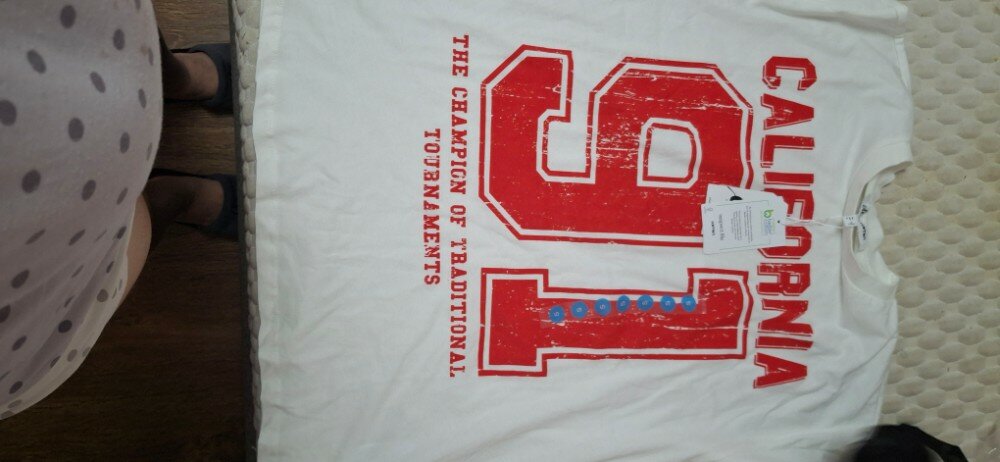 CALIFORNIA
91
S S S S S S S
THE CHAMPION OF TRADITIONAL
TOURNAMENTS